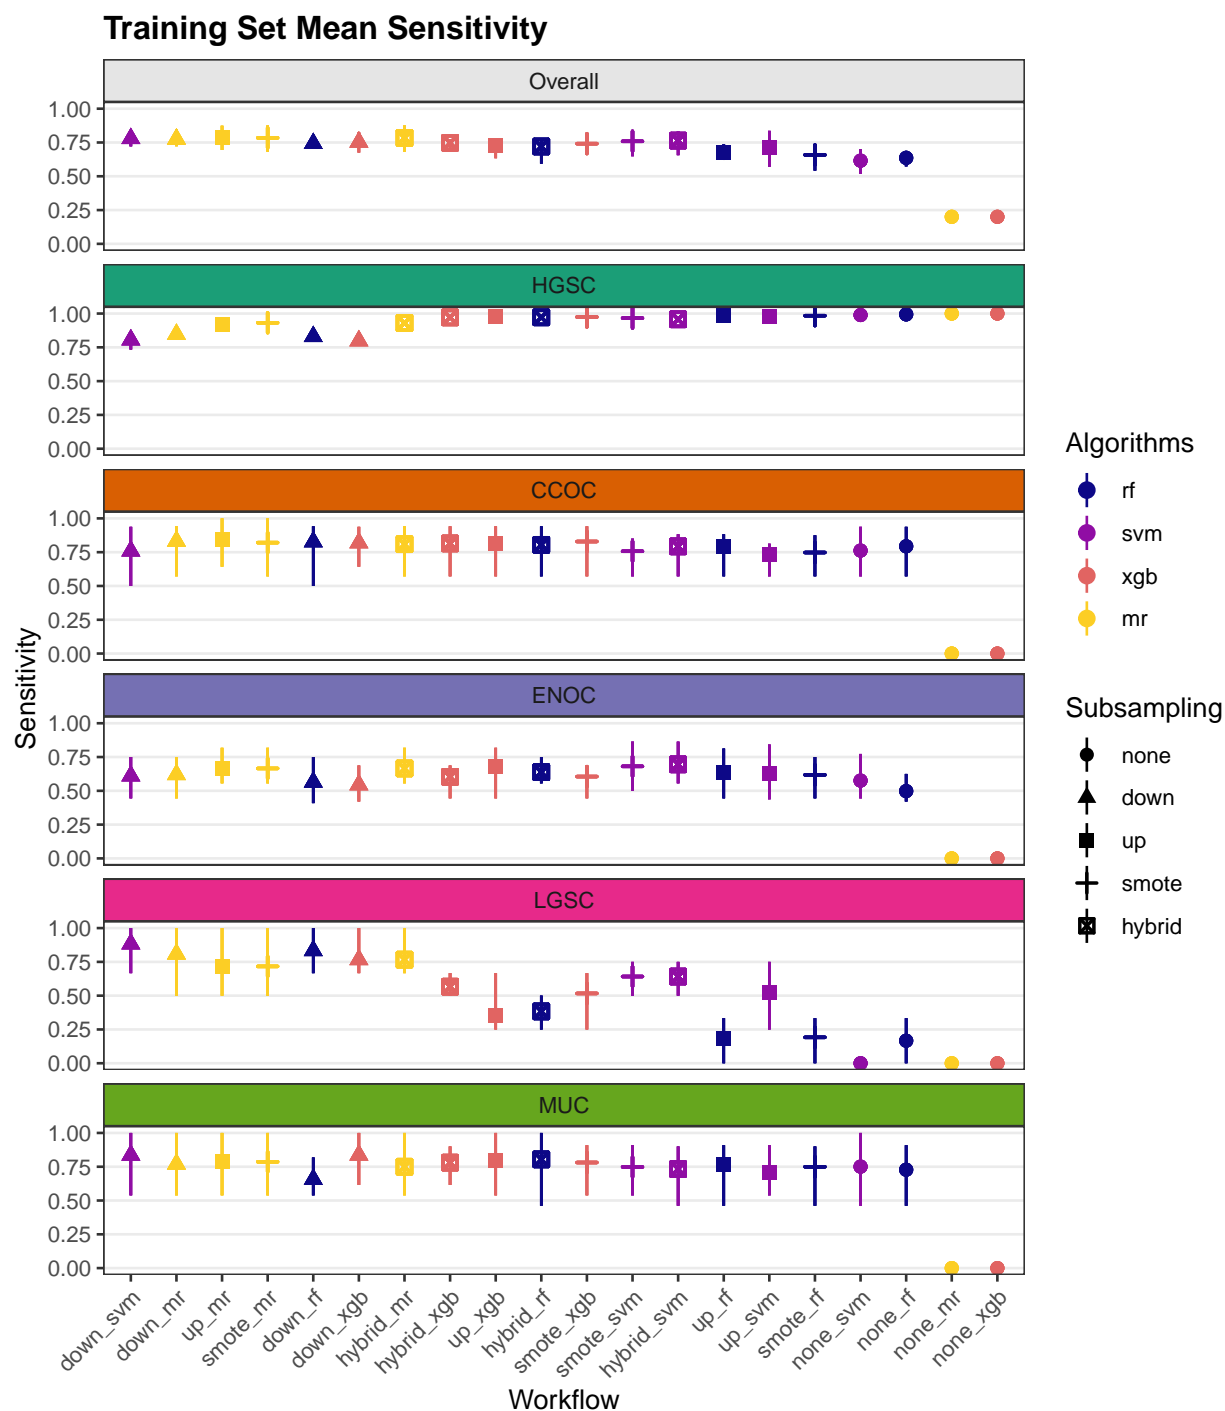 Training Set Mean Sensitivity
Overall
1.00
0.75
0.50
0.25
0.00
HGSC
1.00
0.75
0.50
0.25
0.00
CCOC
1.00
0.75
0.50
0.25
0.00
ENOC
1.00
0.75
0.50
0.25
0.00
LGSC
1.00
0.75
0.50
0.25
0.00
MUC
1.00
0.75
0.50
0.25
0.00
Sensitivity
down_svm
down_mr
up_mr
smote_mr
down_rf
down_xgb
hybrid_mr
hybrid_xgb
up_xgb
hybrid_rf
smote_xgb
smote_svm
hybrid_svm
up_rf
up_svm
smote_rf
none_svm
none_rf
none_mr
none_xgb
Workflow
Algorithms
rf
svm
xgb
mr
Subsampling
none
down
up
smote
hybrid